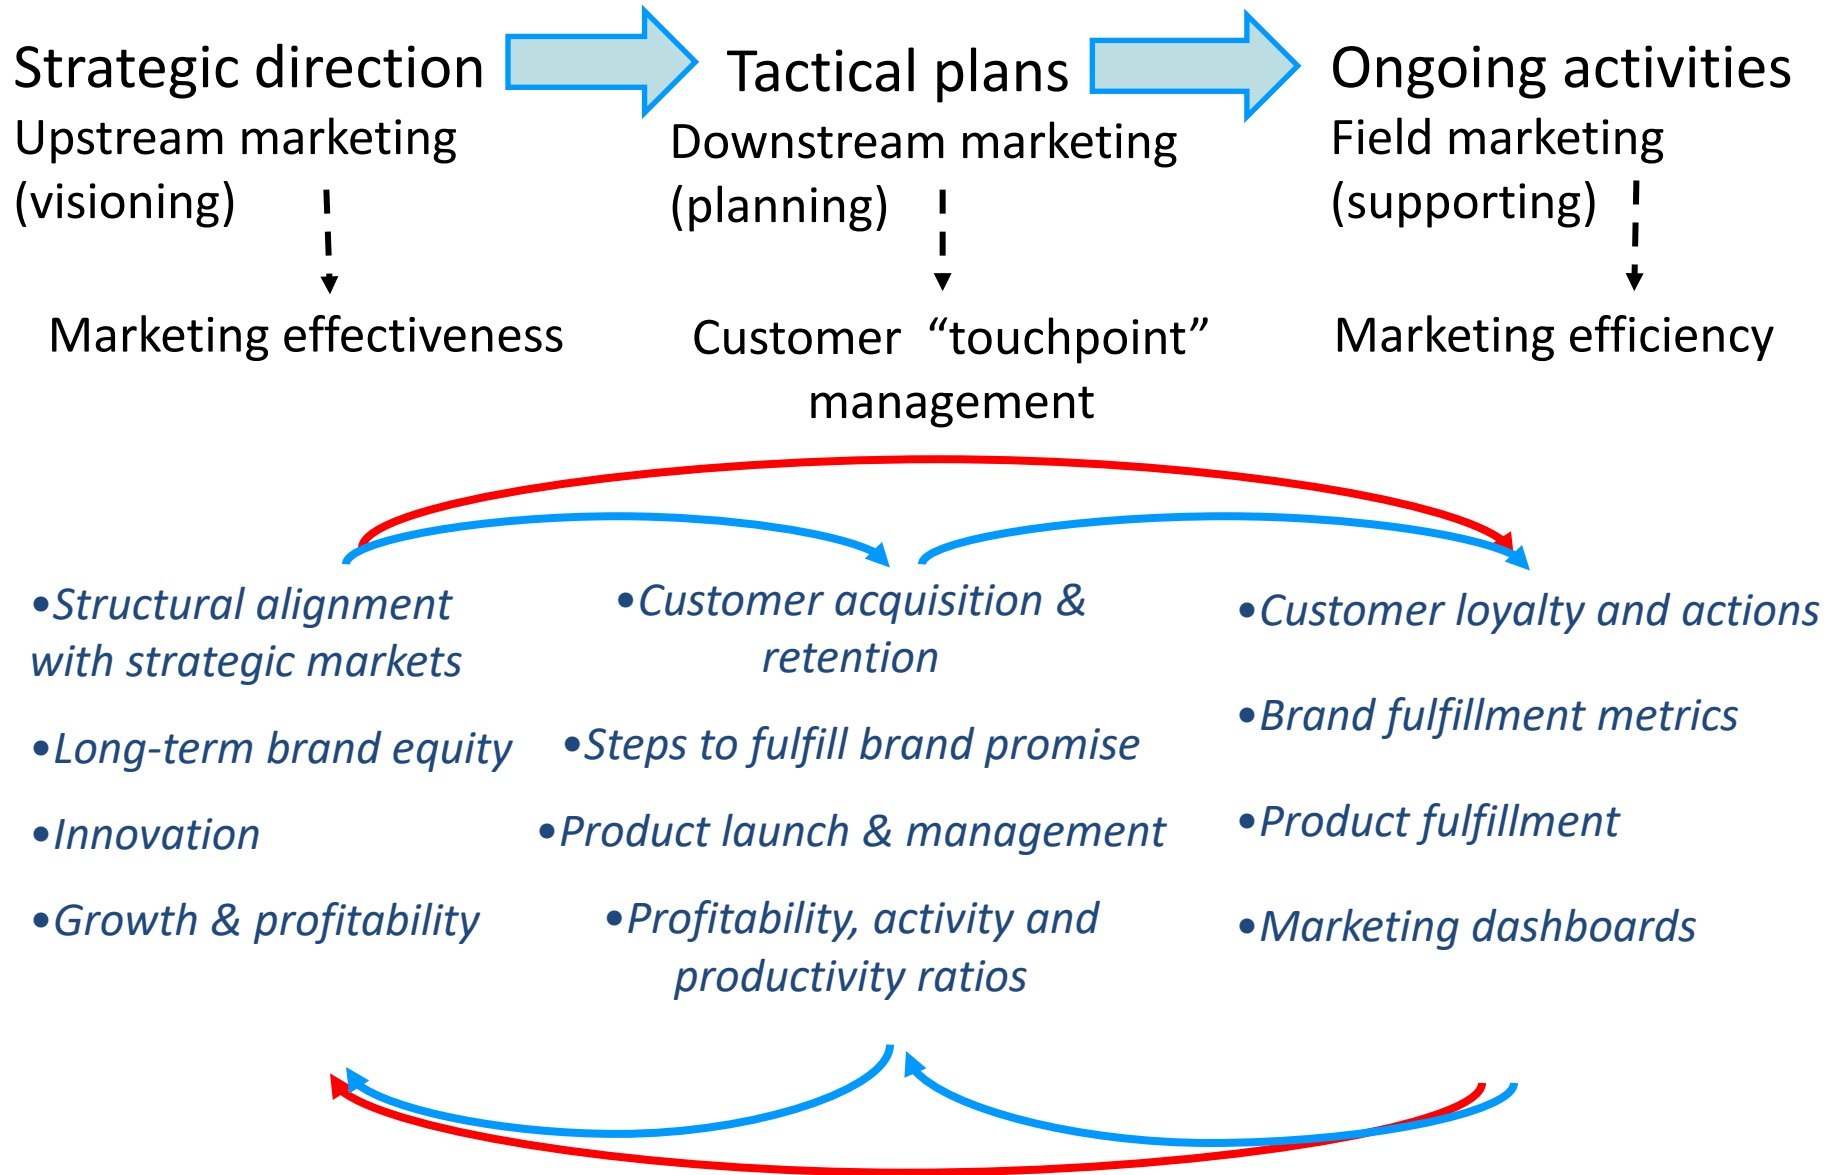 Strategic direction
Upstream marketing
(visioning)
Marketing effectiveness
Tactical plans
Downstream marketing
(planning)
Customer “touchpoint”
management
Ongoing activities
Field marketing
(supporting)
Marketing efficiency
•Structural alignment
with strategic markets
•Long-term brand equity
•Innovation
•Growth & profitability
•Customer acquisition &
retention
•Steps to fulfill brand promise
•Product launch & management
•Profitability, activity and
productivity ratios
•Customer loyalty and actions
•Brand fulfillment metrics
•Product fulfillment
•Marketing dashboards